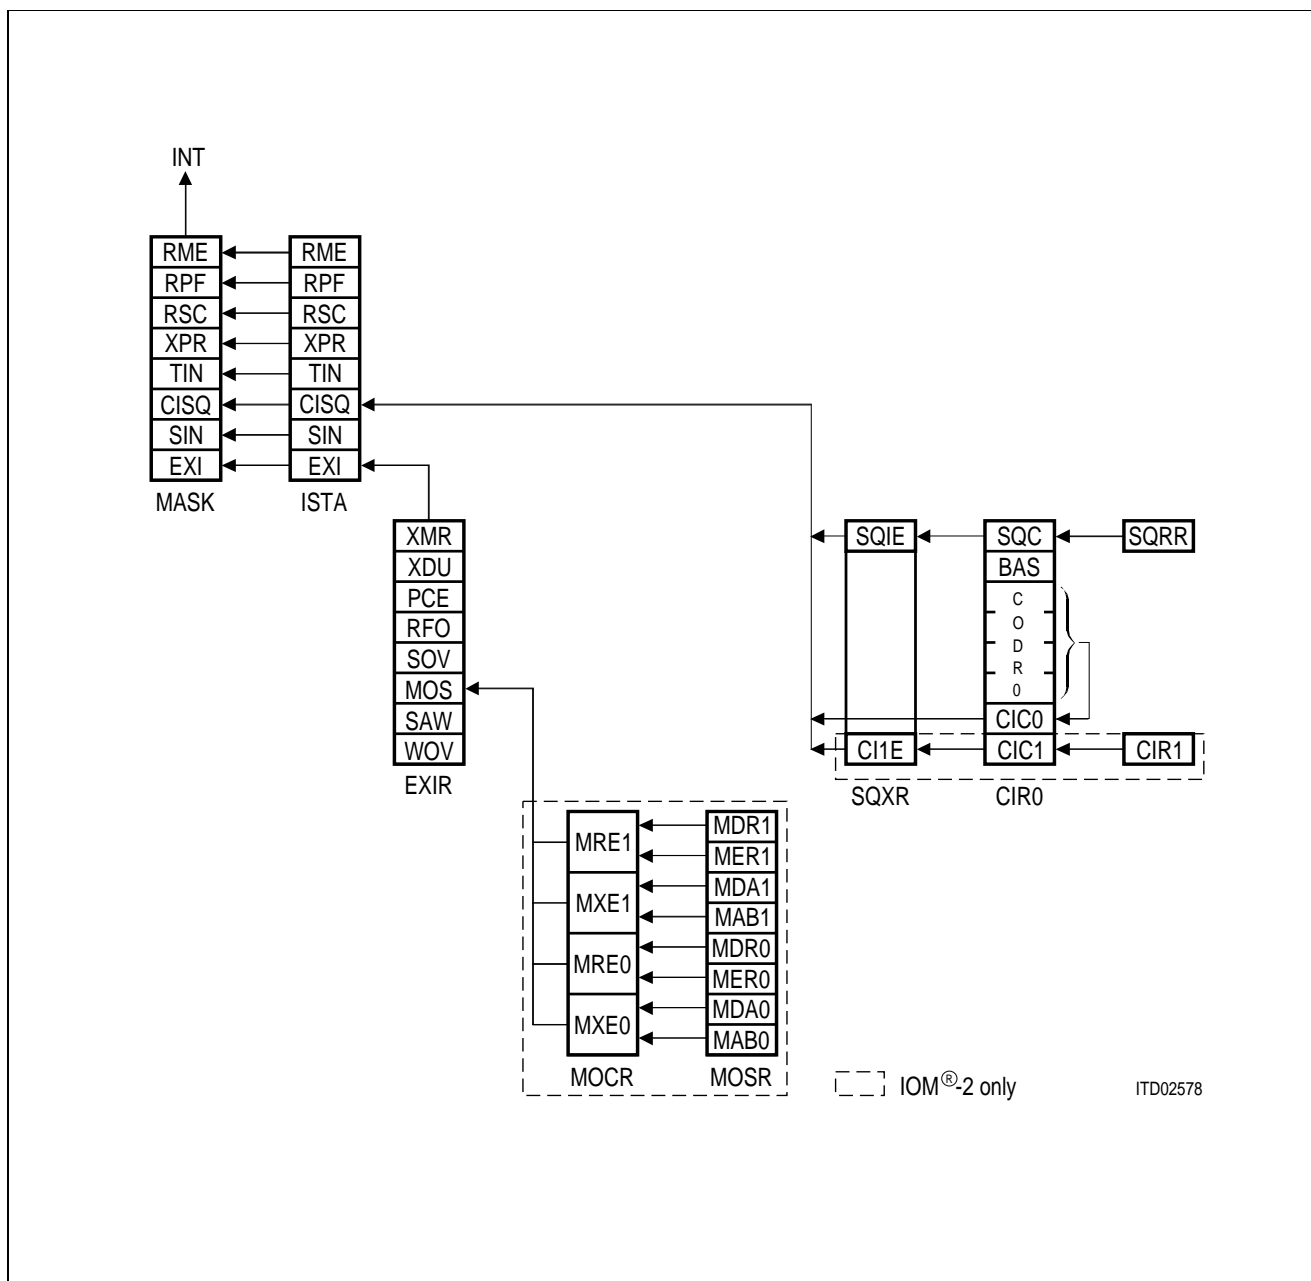 INT
RME RME
RPF RPF
RSC RSC
XPR XPR
TIN TIN
CISQ CISQ
SIN SIN
EXI EXI
MASK ISTA
XMR
XDU
PCE
RFO
SOV
MOS
SAW
WOV
EXIR
SQIE SQC SQRR
BAS
C
O
D
R
0
CIC0
CI1E CIC1 CIR1
SQXR CIR0
MRE1
MXE1
MRE0
MXE0
MOCR
MDR1
MER1
MDA1
MAB1
MDR0
MER0
MDA0
MAB0
MOSR
IOM®-2 only
ITD02578